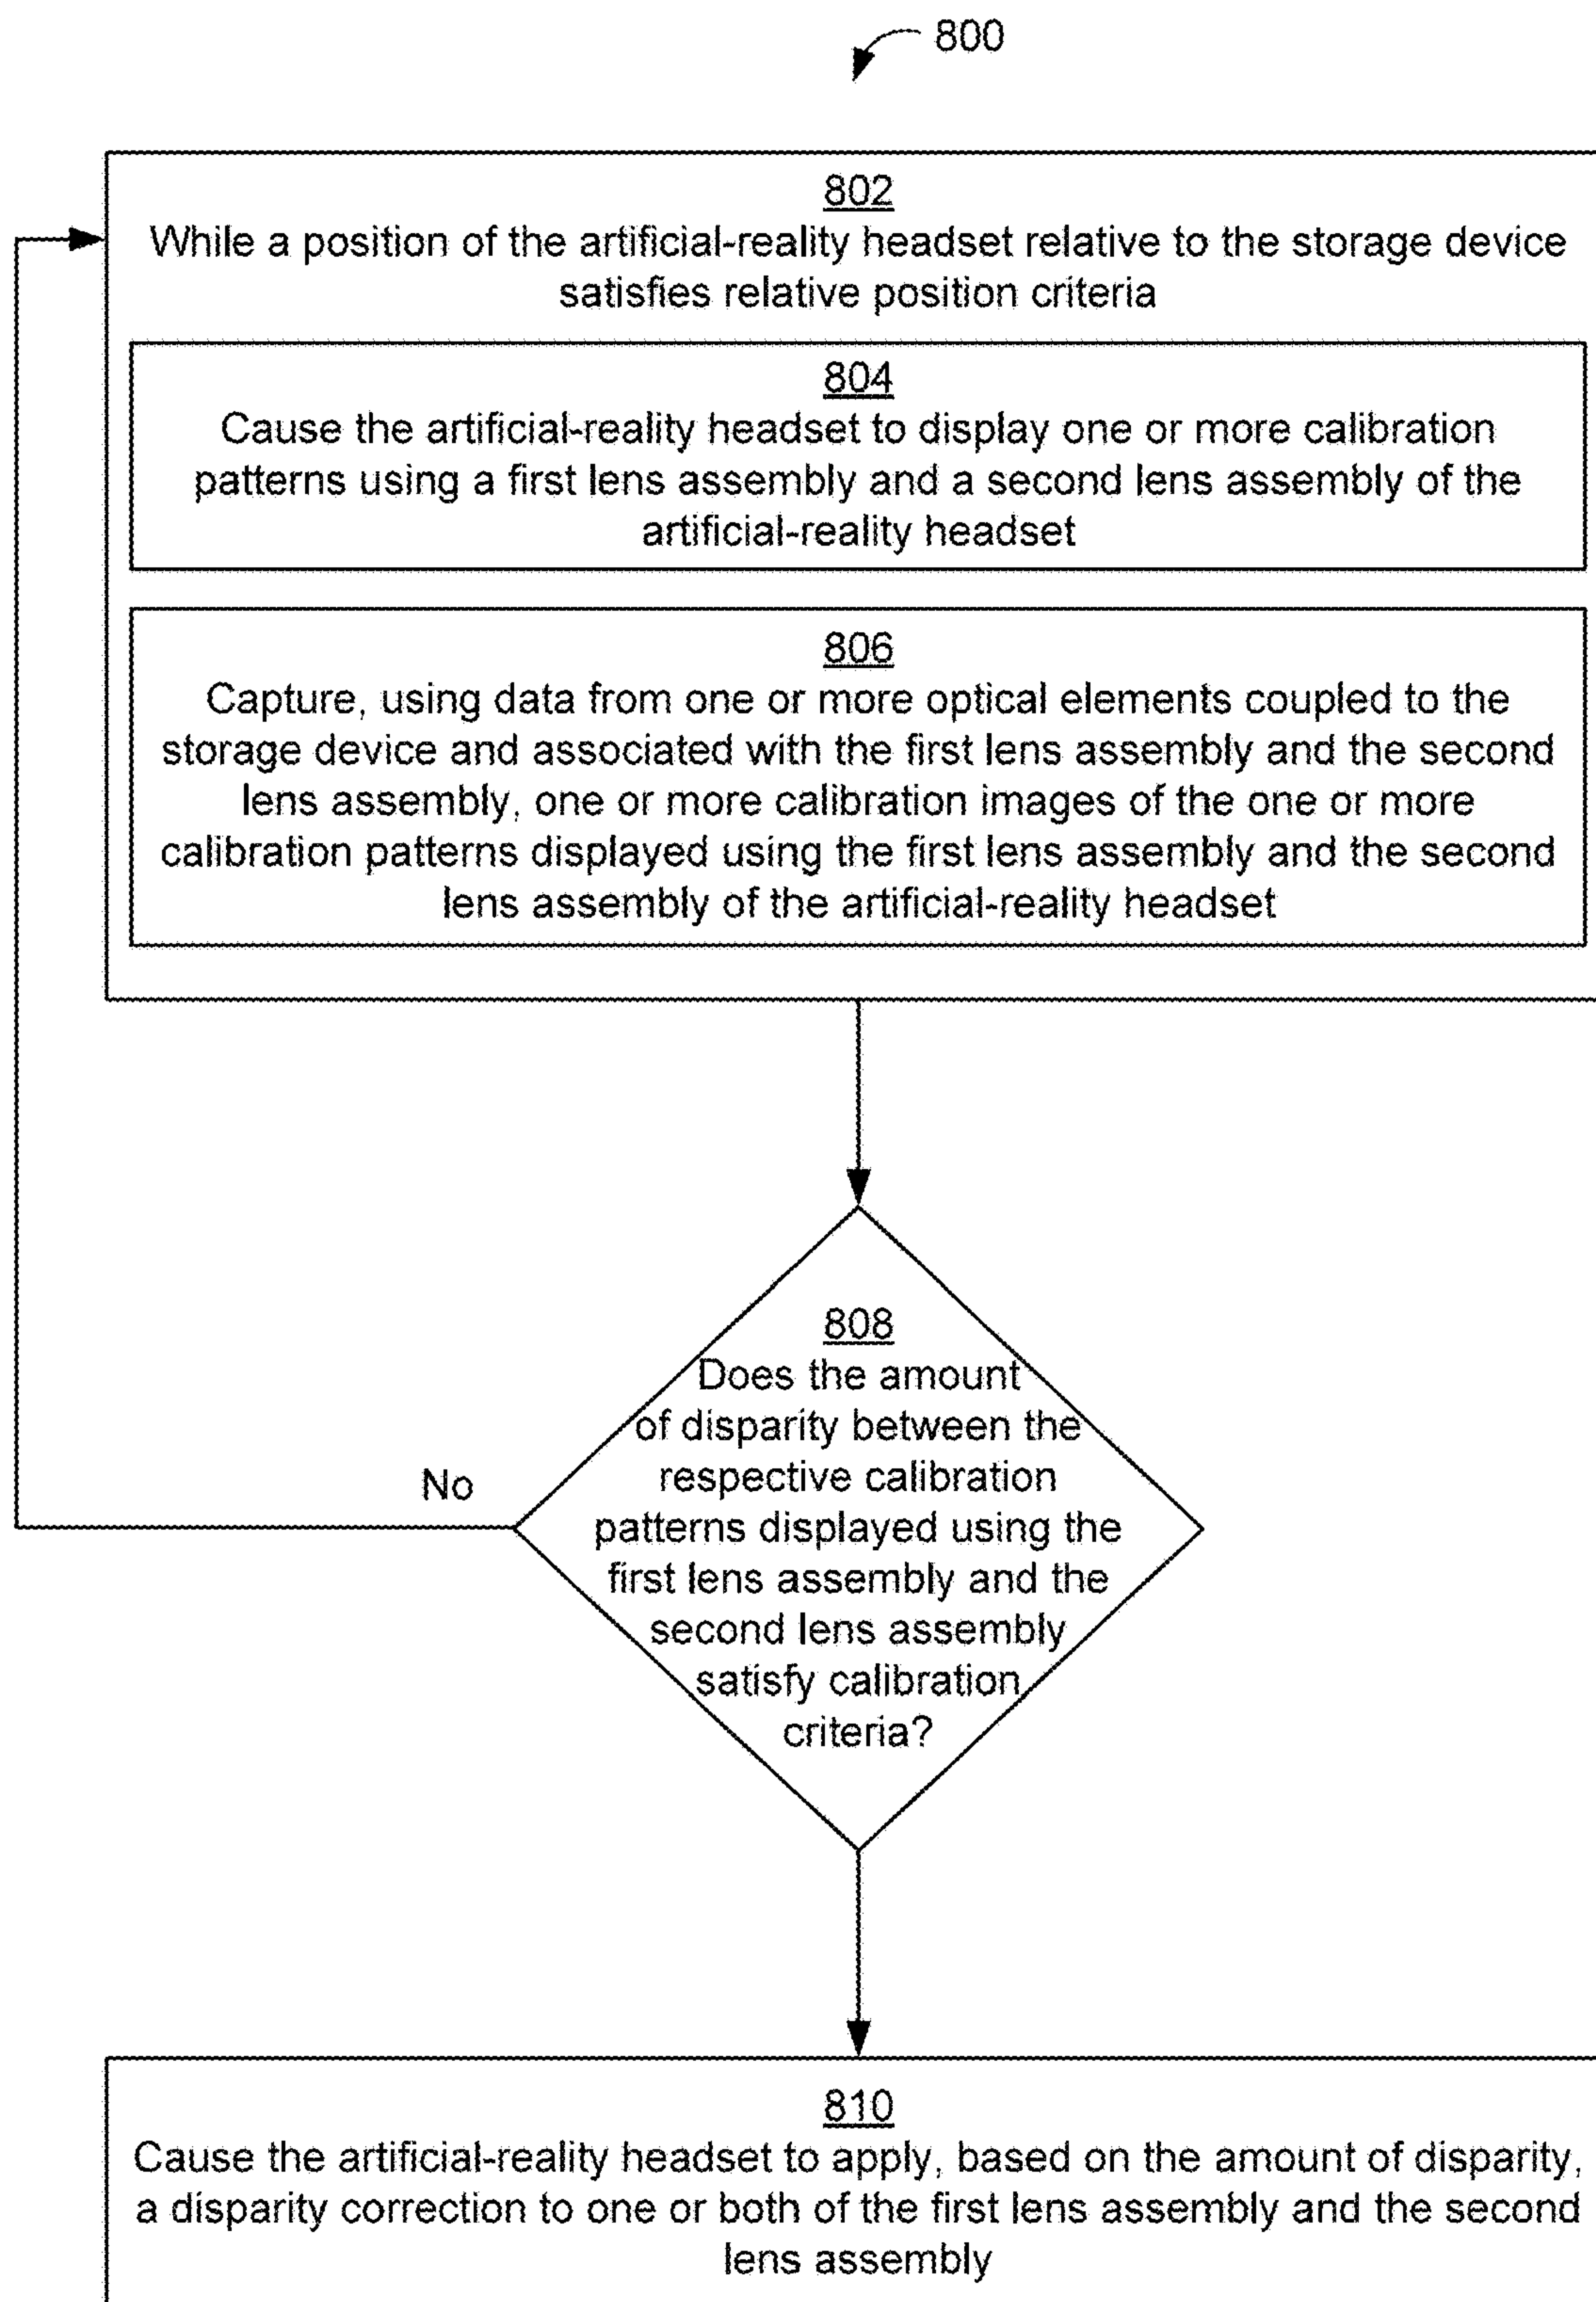 800
802
While a position of the artificial-reality headset relative to the storage device
satisfies relative position criteria
804
Cause the artificial-reality headset to display one or more calibration
patterns using a first lens assembly and a second lens assembly of the
artificial-reality headset
806
Capture, using data from one or more optical elements coupled to the
storage device and associated with the first lens assembly and the second
lens assembly, one or more calibration images of the one or more
calibration patterns displayed using the first lens assembly and the second
lens assembly of the artificial-reality headset
808
Does the amount
of disparity between the
respective calibration
patterns displayed using the
first lens assembly and the
second lens assembly
satisfy calibration
criteria?
No
810
Cause the artificial-reality headset to apply, based on the amount of disparity,
a disparity correction to one or both of the first lens assembly and the second
lens assembly